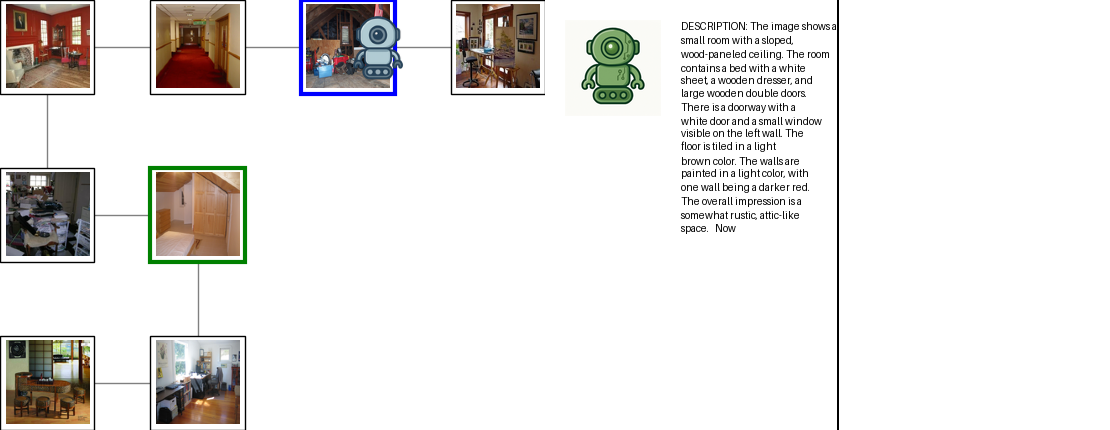 DESCRIPTION: The image shows a
small room with a sloped,
wood-paneled ceiling. The room
contains a bed with a white
sheet, a wooden dresser, and
large wooden double doors.
There is a doorway with a
white door and a small window
visible on the left wall. The
floor is tiled in a light
brown color. The walls are
painted in a light color, with
one wall being a darker red.
The overall impression is a
somewhat rustic, attic-like
space.   Now